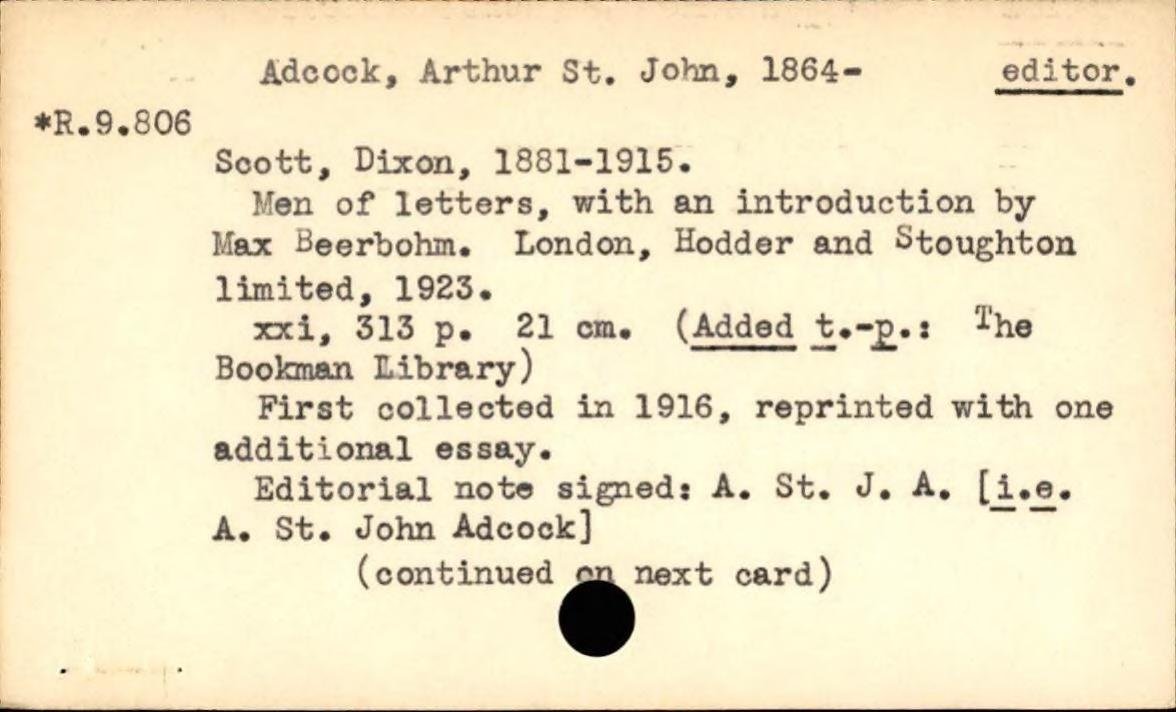 Adcock, Arthur St. John, 1864- editor.
*R.9.806
Scott, Dixon, 1881-1915.
Men of letters, with an introduction by
Max Beerbohm. London, Hodder and Stoughton
limited, 1923.
xxi, 313 p. 21 cm. (Added t.-p.: The
Bookman Library)
First collected in 1916, reprinted with one
additional essay.
Editorial note signed: A. St. J. A. [i.e.
A. St. John Adcock]
(continued on next card)